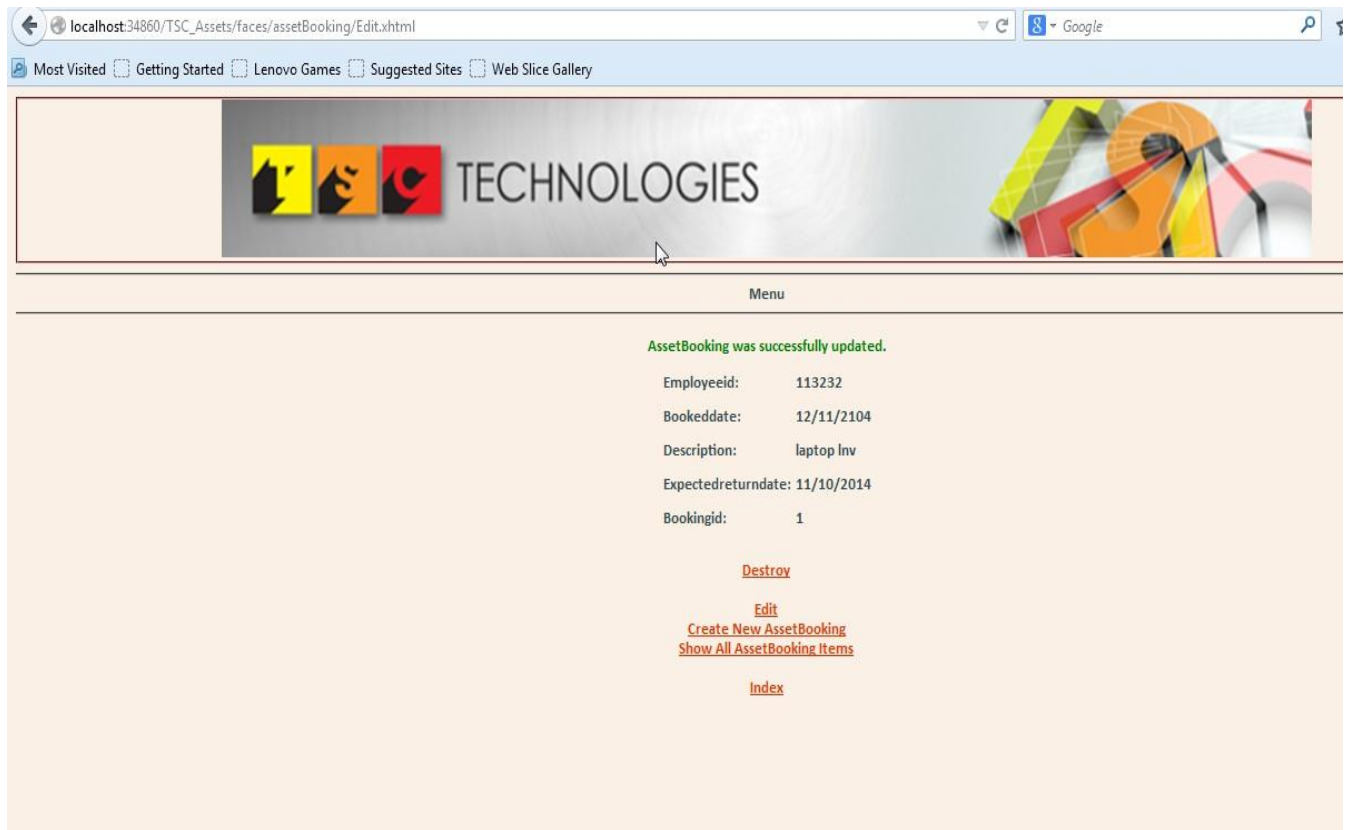 localhost:34860/TSC_Assets/faces/assetBooking/Edit.xhtml
8 Google
Most Visited Getting Started Lenovo Games Suggested Sites Web Slice Gallery
TSC TECHNOLOGIES
Menu
AssetBooking was successfully updated.
Employeeid: 113232
Bookeddate: 12/11/2104
Description: laptop lnv
Expectedreturndate: 11/10/2014
Bookingid: 1
Destroy
Edit
Create New AssetBooking
Show All AssetBooking Items
Index